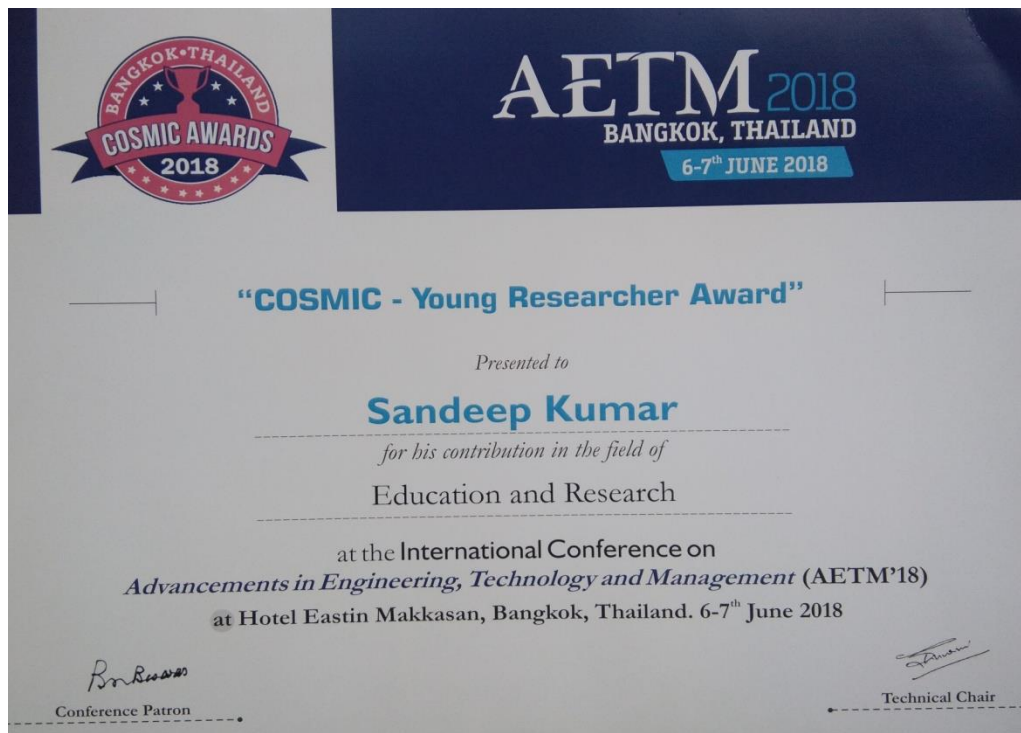 BANGKOK•THAILAND
COSMIC AWARDS
2018
AETM 2018
BANGKOK, THAILAND
6-7th JUNE 2018
“COSMIC - Young Researcher Award”
Presented to
Sandeep Kumar
for his contribution in the field of
Education and Research
at the International Conference on
Advancements in Engineering, Technology and Management (AETM'18)
at Hotel Eastin Makkasan, Bangkok, Thailand. 6-7th June 2018
Conference Patron
Technical Chair